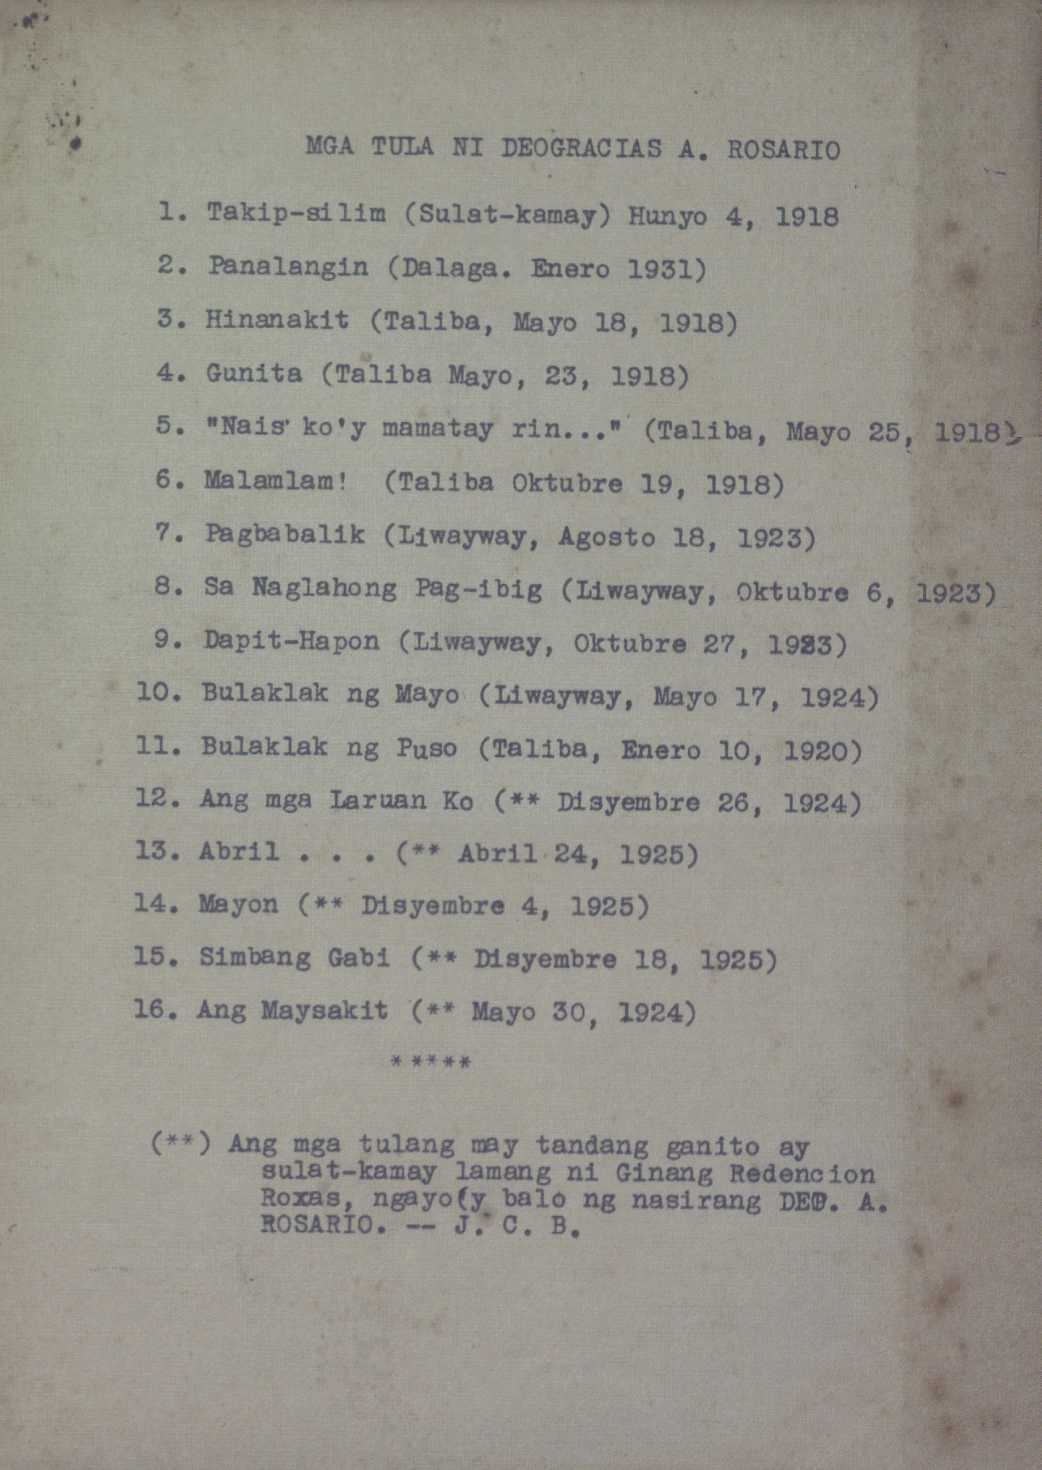 MGA TULA NI DEOGRACIAS A. ROSARIO
1. Takip-silim (Sulat-kamay) Hunyo 4, 1918
2. Panalangin (Dalaga. Enero 1931)
3. Hinanakit (Taliba, Mayo 18, 1918)
4. Gunita (Taliba Mayo, 23, 1918)
5. "Nais ko'y mamatay rin..." (Taliba, Mayo 25, 1918)
6. Malamlam! (Taliba Oktubre 19, 1918)
7. Pagbabalik (Liwayway, Agosto 18, 1923)
8. Sa Naglahong Pag-ibig (Liwayway, Oktubre 6, 1923)
9. Dapit-Hapon (Liwayway, Oktubre 27, 1923)
10. Bulaklak ng Mayo (Liwayway, Mayo 17, 1924)
11. Bulaklak ng Puso (Taliba, Enero 10, 1920)
12. Ang mga Laruan Ko (** Disyembre 26, 1924)
13. Abril . . . (** Abril 24, 1925)
14. Mayon (** Disyembre 4, 1925)
15. Simbang Gabi (** Disyembre 18, 1925)
16. Ang Maysakit (** Mayo 30, 1924)
*****
(**) Ang mga tulang may tandang ganito ay
sulat-kamay lamang ni Ginang Redencion
Roxas, ngayo(y balo ng nasirang DEO. A.
ROSARIO. -- J. C. B.